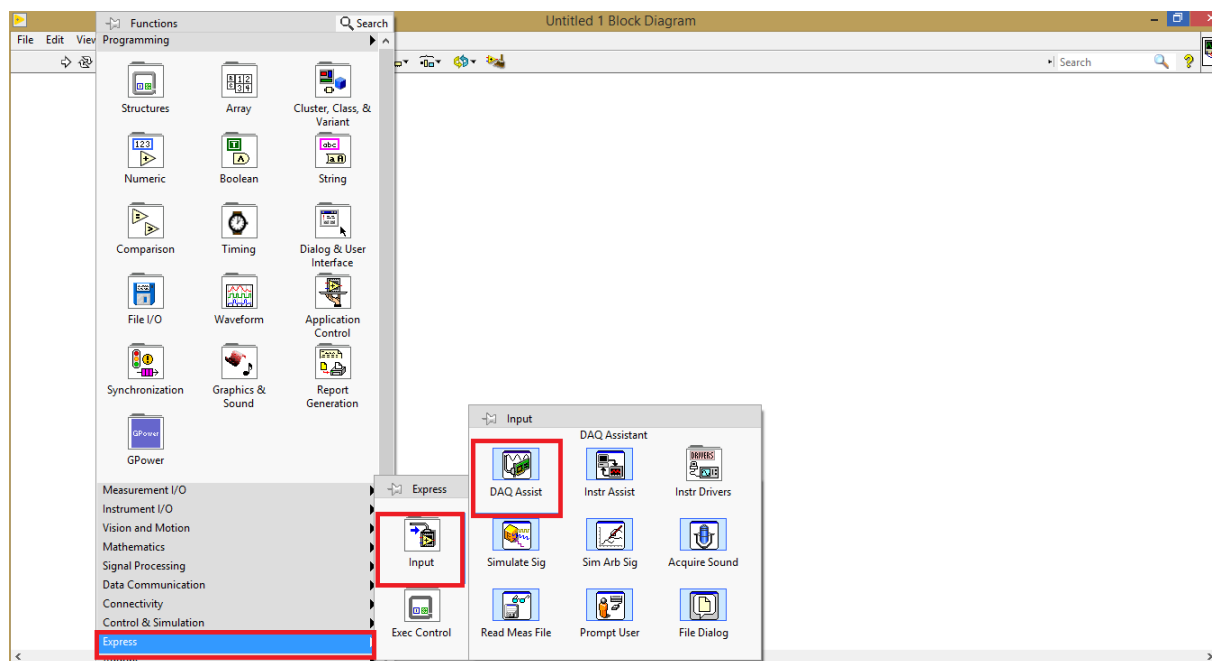 Untitled 1 Block Diagram
File Edit View
Search
Functions
Search
Programming
Structures
Array
Cluster, Class, &
Variant
Numeric
Boolean
String
Comparison
Timing
Dialog & User
Interface
File I/O
Waveform
Application
Control
Synchronization
Graphics &
Sound
Report
Generation
GPower
GPower
Measurement I/O
Instrument I/O
Vision and Motion
Mathematics
Signal Processing
Data Communication
Connectivity
Control & Simulation
Express
Express
Input
Exec Control
Input
DAQ Assistant
DAQ Assist
Instr Assist
DRIVERS
Instr Drivers
Simulate Sig
Sim Arb Sig
Acquire Sound
Read Meas File
Prompt User
File Dialog